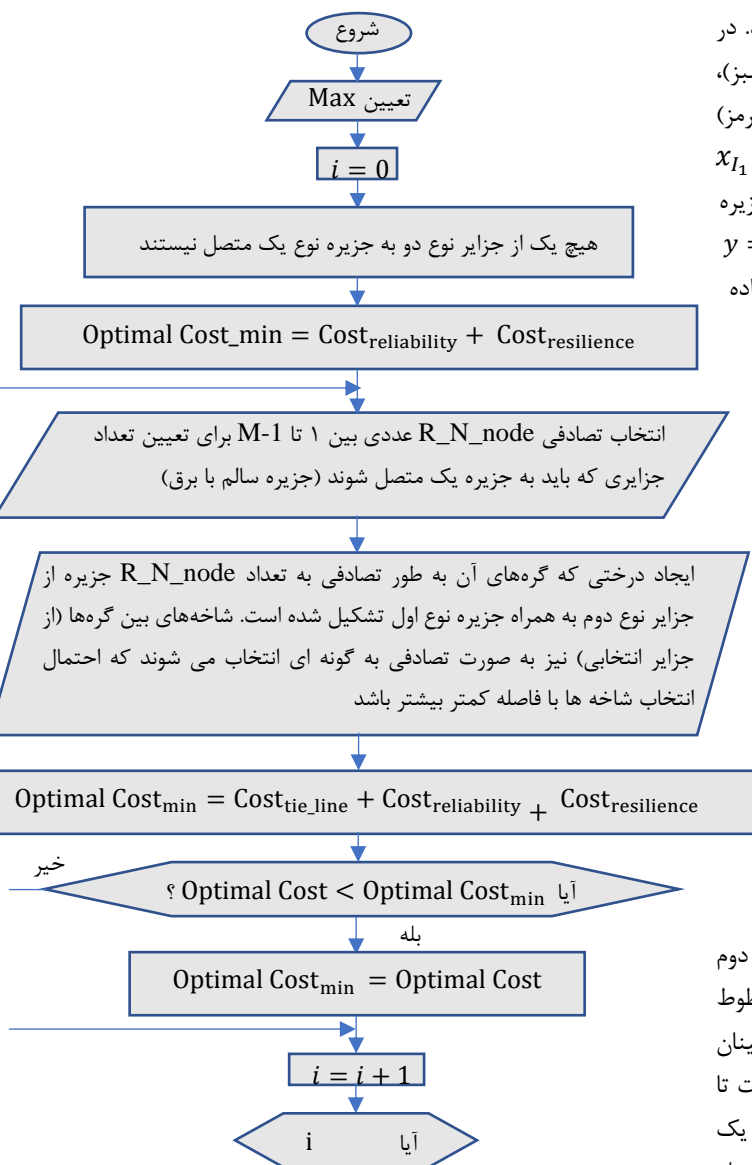 شروع
تعیین Max
i = 0
هیچ یک از جزایر نوع دو به جزیره نوع یک متصل نیستند
Optimal Cost_min = Cost_reliability + Cost_resilience
انتخاب تصادفی R_N_node عددی بین ۱ تا M-1 برای تعیین تعداد
جزایری که باید به جزیره یک متصل شوند (جزیره سالم با برق)
ایجاد درختی که گره‌های آن به طور تصادفی به تعداد R_N_node جزیره از
جزایر نوع دوم به همراه جزیره نوع اول تشکیل شده است. شاخه‌های بین گره‌ها (از
جزایر انتخابی) نیز به صورت تصادفی به گونه ای انتخاب می شوند که احتمال
انتخاب شاخه ها با فاصله کمتر بیشتر باشد
Optimal Cost_min = Cost_tie_line + Cost_reliability + Cost_resilience
خیر
آیا Optimal Cost < Optimal Cost_min ؟
بله
Optimal Cost_min = Optimal Cost
i = i + 1
آیا i
. در
x_I_1
y =
دوم
ت تا
یک